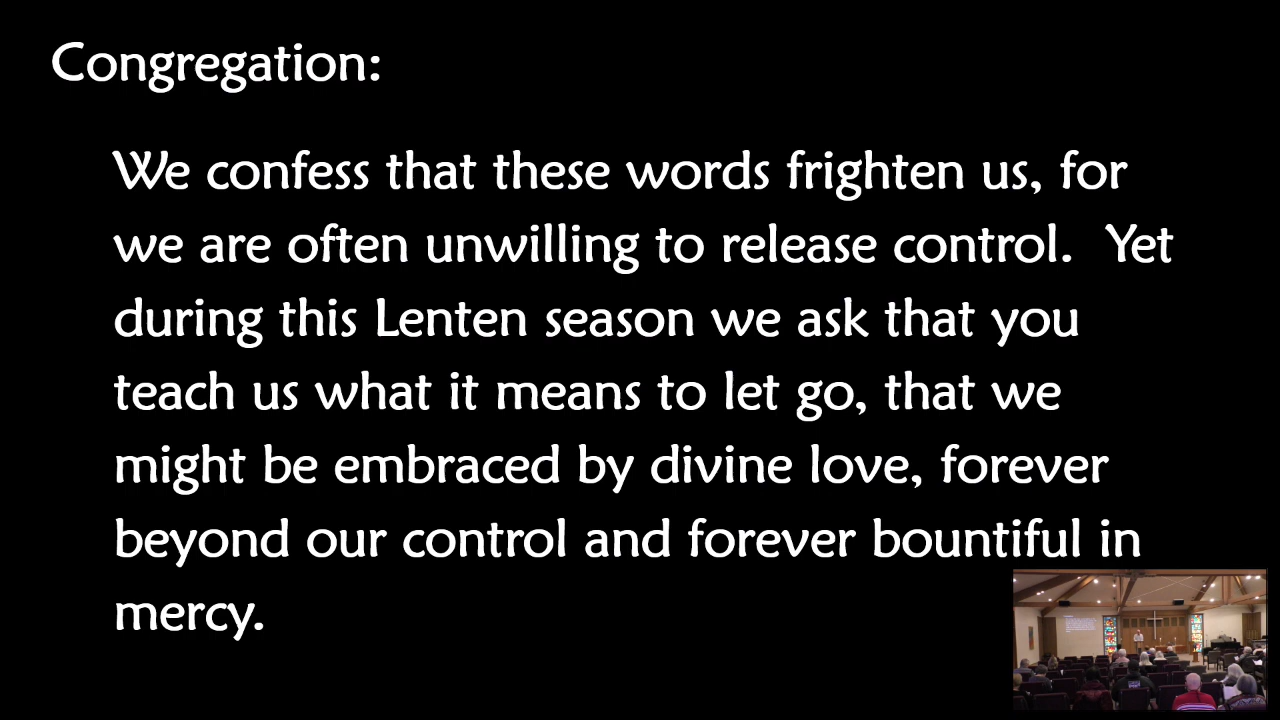 Congregation:
We confess that these words frighten us, for
we are often unwilling to release control.  Yet
during this Lenten season we ask that you
teach us what it means to let go, that we
might be embraced by divine love, forever
beyond our control and forever bountiful in
mercy.